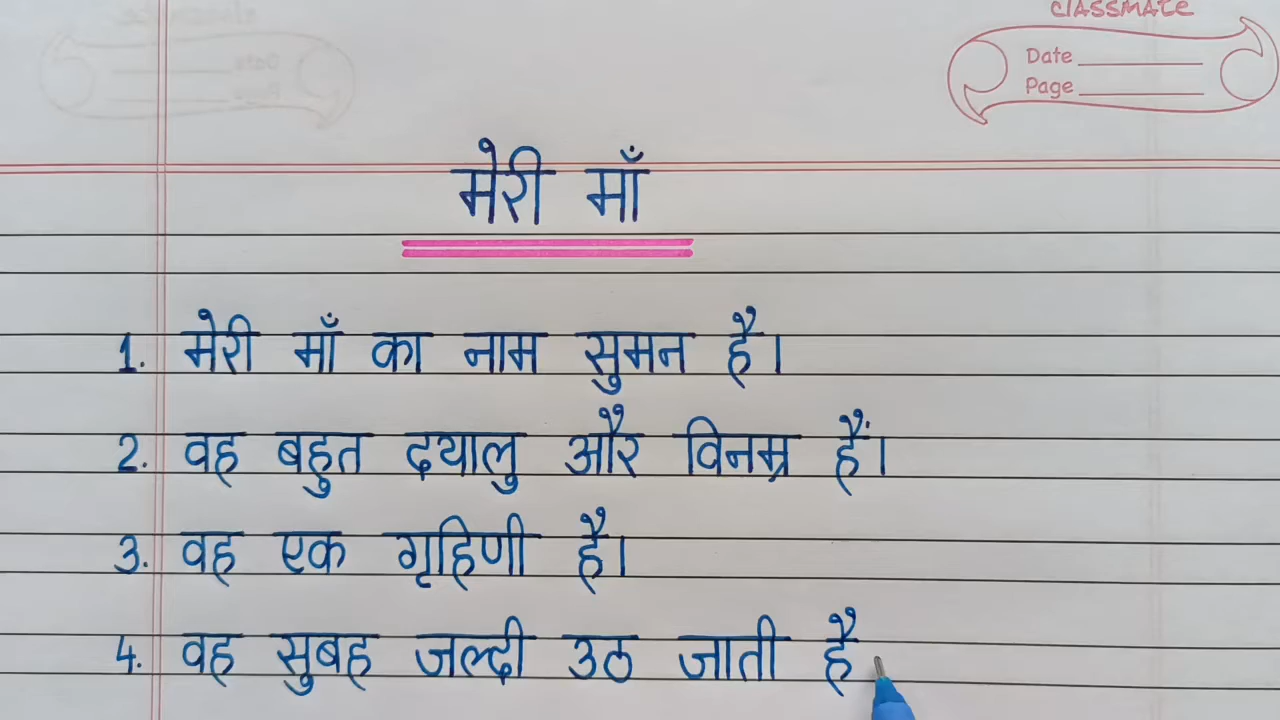 CLASSMATE
Date
Page
मेरी माँ
1. मेरी माँ का नाम सुमन है।
2. वह बहुत दयालु और विनम्र हैं।
3. वह एक गृहिणी है।
4. वह सुबह जल्दी उठ जाती है